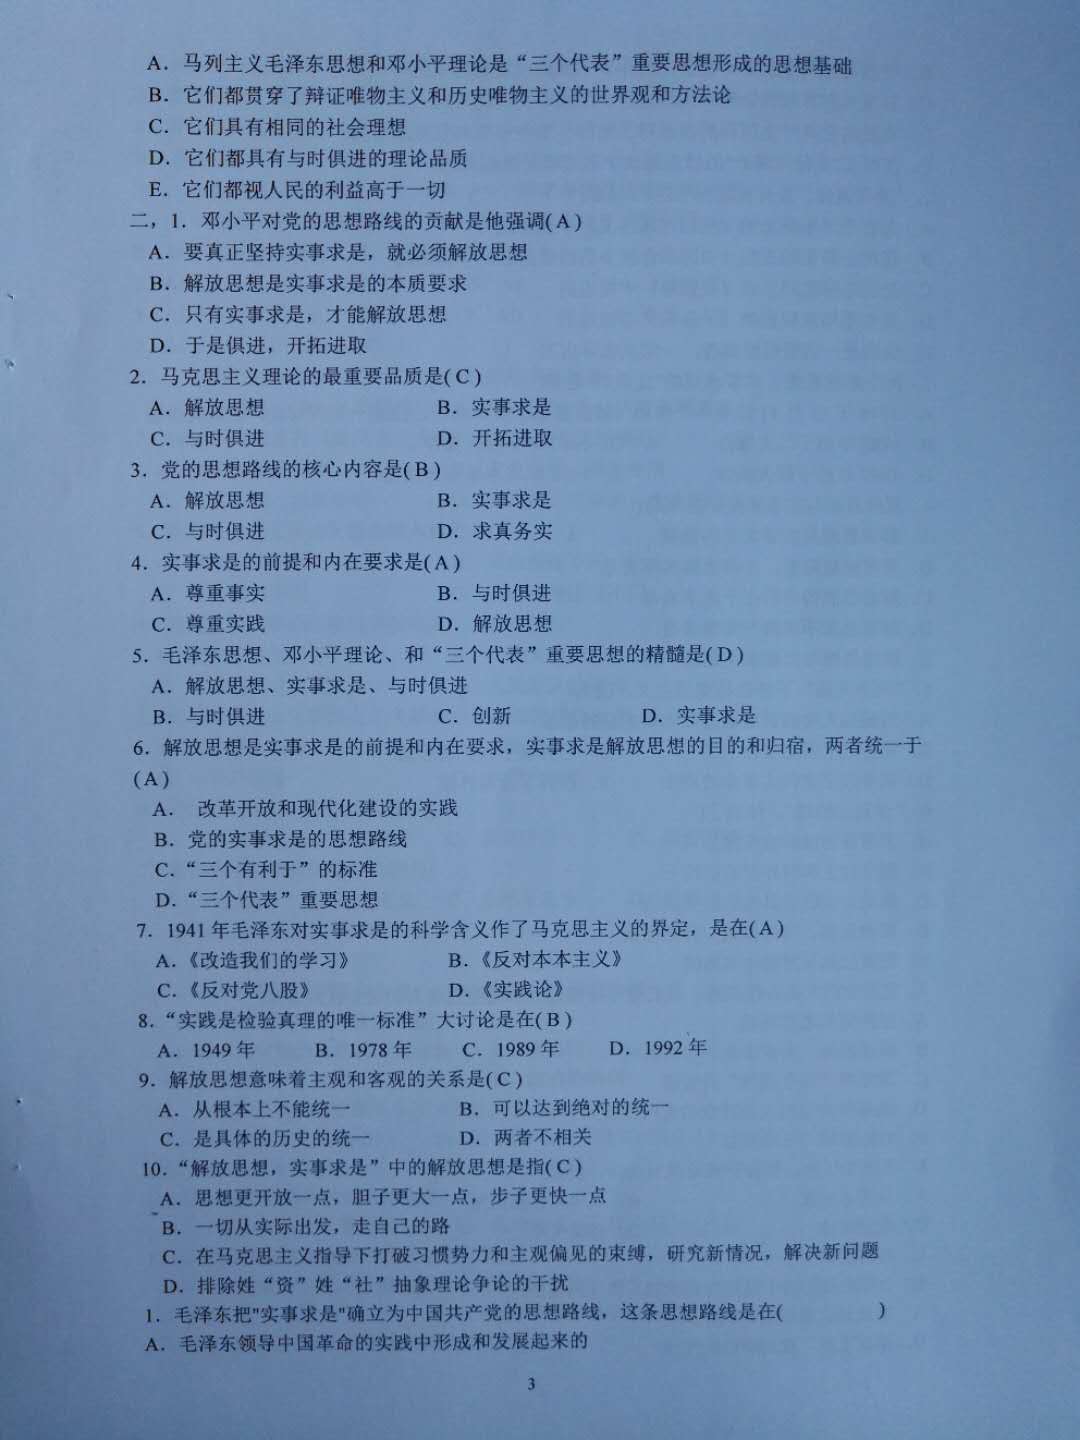 A．马列主义毛泽东思想和邓小平理论是“三个代表”重要思想形成的思想基础
B．它们都贯穿了辩证唯物主义和历史唯物主义的世界观和方法论
C．它们具有相同的社会理想
D．它们都具有与时俱进的理论品质
E．它们都视人民的利益高于一切
二，1．邓小平对党的思想路线的贡献是他强调(A)
A．要真正坚持实事求是，就必须解放思想
B．解放思想是实事求是的本质要求
C．只有实事求是，才能解放思想
D．于是俱进，开拓进取
2．马克思主义理论的最重要品质是(C)
A．解放思想 B．实事求是
C．与时俱进 D．开拓进取
3．党的思想路线的核心内容是(B)
A．解放思想 B．实事求是
C．与时俱进 D．求真务实
4．实事求是的前提和内在要求是(A)
A．尊重事实 B．与时俱进
C．尊重实践 D．解放思想
5．毛泽东思想、邓小平理论、和“三个代表”重要思想的精髓是(D)
A．解放思想、实事求是、与时俱进
B．与时俱进 C．创新 D．实事求是
6．解放思想是实事求是的前提和内在要求，实事求是解放思想的目的和归宿，两者统一于
(A)
A． 改革开放和现代化建设的实践
B．党的实事求是的思想路线
C．“三个有利于”的标准
D．“三个代表”重要思想
7．1941年毛泽东对实事求是的科学含义作了马克思主义的界定，是在(A)
A．《改造我们的学习》 B．《反对本本主义》
C．《反对党八股》 D．《实践论》
8．“实践是检验真理的唯一标准”大讨论是在(B)
A．1949年 B．1978年 C．1989年 D．1992年
9．解放思想意味着主观和客观的关系是(C)
A．从根本上不能统一 B．可以达到绝对的统一
C．是具体的历史的统一 D．两者不相关
10．“解放思想，实事求是”中的解放思想是指(C)
A．思想更开放一点，胆子更大一点，步子更快一点
B．一切从实际出发，走自己的路
C．在马克思主义指导下打破习惯势力和主观偏见的束缚，研究新情况，解决新问题
D．排除姓“资”姓“社”抽象理论争论的干扰
1．毛泽东把"实事求是"确立为中国共产党的思想路线，这条思想路线是在( )
A．毛泽东领导中国革命的实践中形成和发展起来的
3